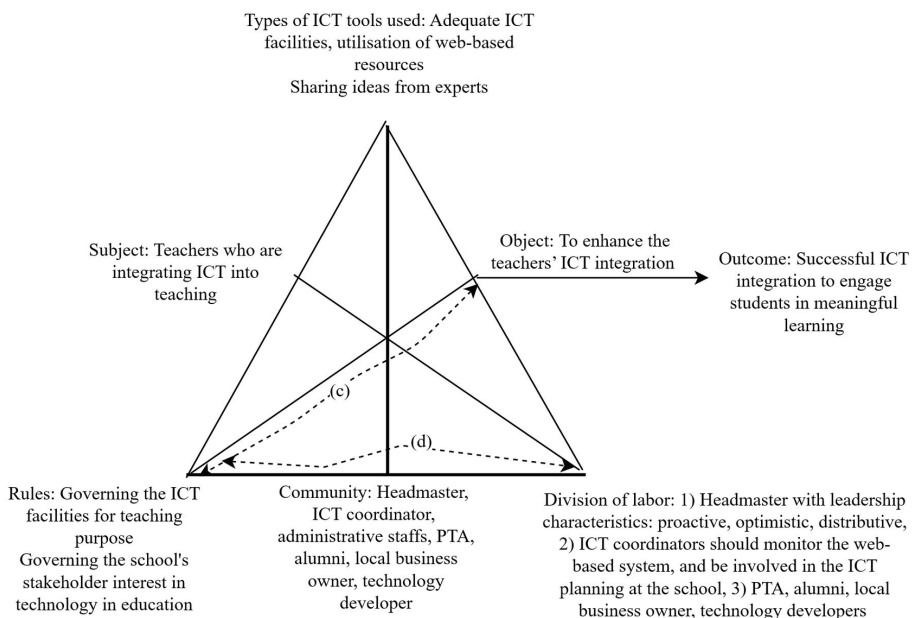 Types of ICT tools used: Adequate ICT
facilities, utilisation of web-based
resources
Sharing ideas from experts
Subject: Teachers who are
integrating ICT into
teaching
Object: To enhance the
teachers' ICT integration
Outcome: Successful ICT
integration to engage
students in meaningful
learning
(c)
(d)
Rules: Governing the ICT
facilities for teaching
purpose
Governing the school's
stakeholder interest in
technology in education
Community: Headmaster,
ICT coordinator,
administrative staffs, PTA,
alumni, local business
owner, technology
developer
Division of labor: 1) Headmaster with leadership
characteristics: proactive, optimistic, distributive,
2) ICT coordinators should monitor the web-
based system, and be involved in the ICT
planning at the school, 3) PTA, alumni, local
business owner, technology developers